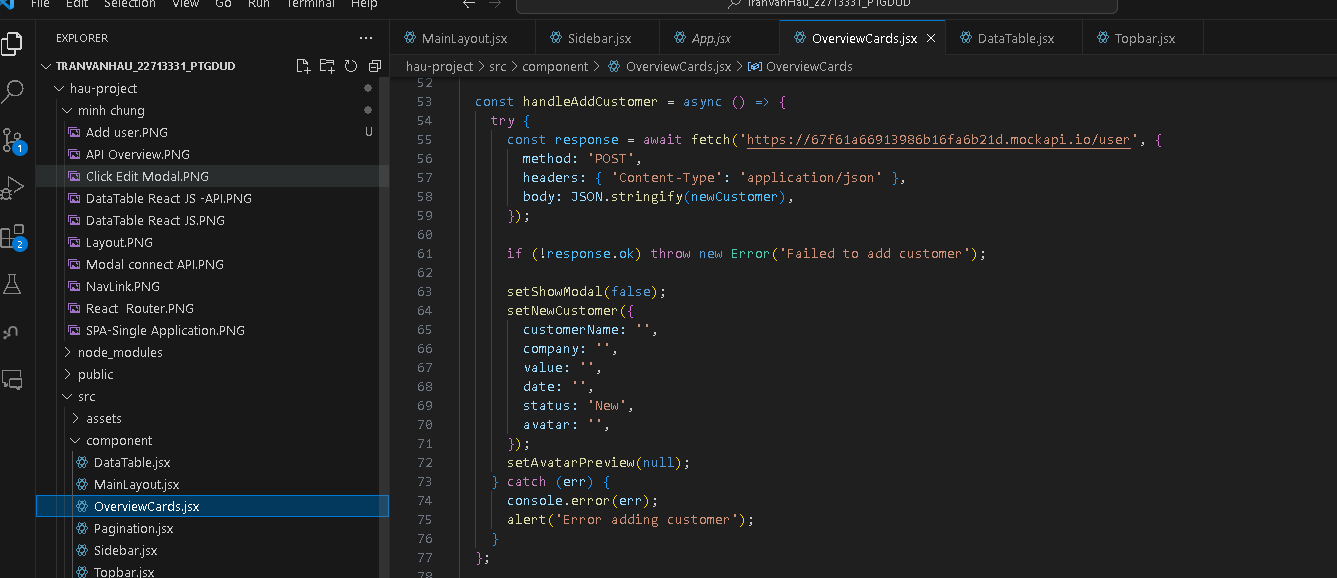 File Edit Selection View Go Run Terminal Help
TranVanHau_22713331_PTGDUD
EXPLORER
MainLayout.jsx Sidebar.jsx App.jsx OverviewCards.jsx DataTable.jsx Topbar.jsx
hau-project > src > component > OverviewCards.jsx > OverviewCards
TRANVANHAU_22713331_PTGDUD
hau-project
minh chung
Add user.PNG U
API Overview.PNG
Click Edit Modal.PNG
DataTable React JS -API.PNG
DataTable React JS.PNG
Layout.PNG
Modal connect API.PNG
NavLink.PNG
React Router.PNG
SPA-Single Application.PNG
node_modules
public
src
assets
component
DataTable.jsx
MainLayout.jsx
OverviewCards.jsx
Pagination.jsx
Sidebar.jsx
Topbar.jsx
1
2
52
53 const handleAddCustomer = async () => {
54 try {
55 const response = await fetch('https://67f61a66913986b16fa6b21d.mockapi.io/user', {
56 method: 'POST',
57 headers: { 'Content-Type': 'application/json' },
58 body: JSON.stringify(newCustomer),
59 });
60
61 if (!response.ok) throw new Error('Failed to add customer');
62
63 setShowModal(false);
64 setNewCustomer({
65 customerName: '',
66 company: '',
67 value: '',
68 date: '',
69 status: 'New',
70 avatar: '',
71 });
72 setAvatarPreview(null);
73 } catch (err) {
74 console.error(err);
75 alert('Error adding customer');
76 }
77 };
78